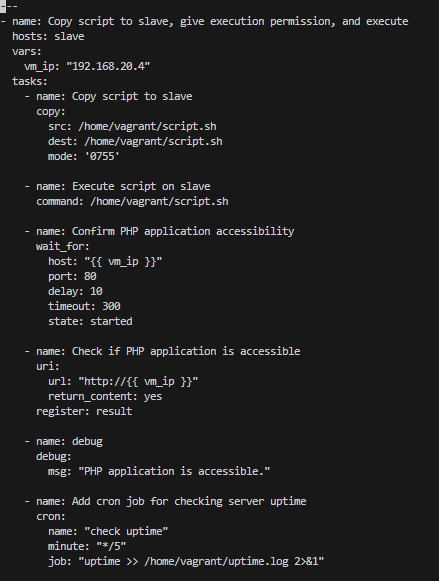 ---
- name: Copy script to slave, give execution permission, and execute
  hosts: slave
  vars:
    vm_ip: "192.168.20.4"
  tasks:
    - name: Copy script to slave
      copy:
        src: /home/vagrant/script.sh
        dest: /home/vagrant/script.sh
        mode: '0755'

    - name: Execute script on slave
      command: /home/vagrant/script.sh

    - name: Confirm PHP application accessibility
      wait_for:
        host: "{{ vm_ip }}"
        port: 80
        delay: 10
        timeout: 300
        state: started

    - name: Check if PHP application is accessible
      uri:
        url: "http://{{ vm_ip }}"
        return_content: yes
      register: result

    - name: debug
      debug:
        msg: "PHP application is accessible."

    - name: Add cron job for checking server uptime
      cron:
        name: "check uptime"
        minute: "*/5"
        job: "uptime >> /home/vagrant/uptime.log 2>&1"